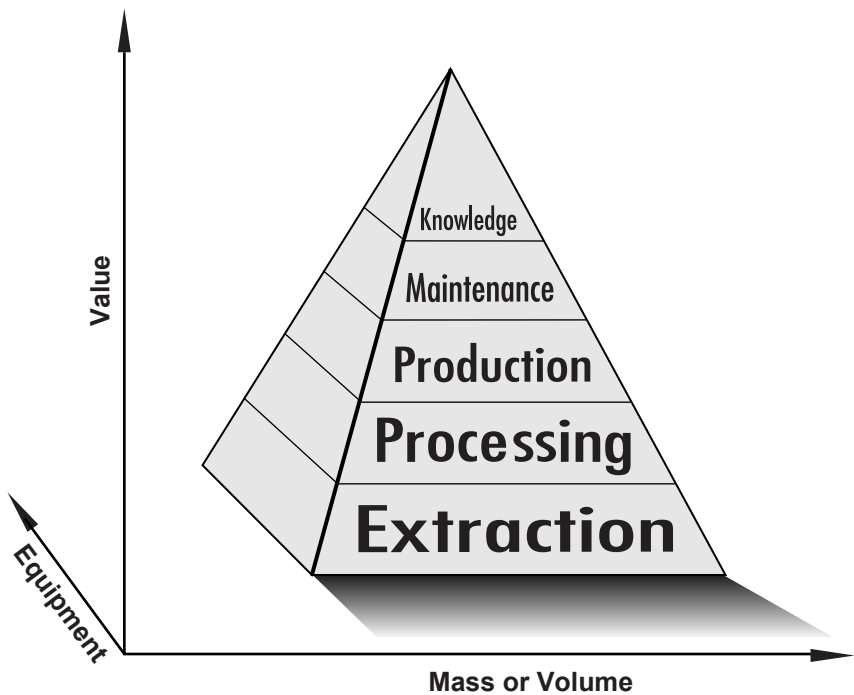 Value
Knowledge
Maintenance
Production
Processing
Extraction
Equipment
Mass or Volume